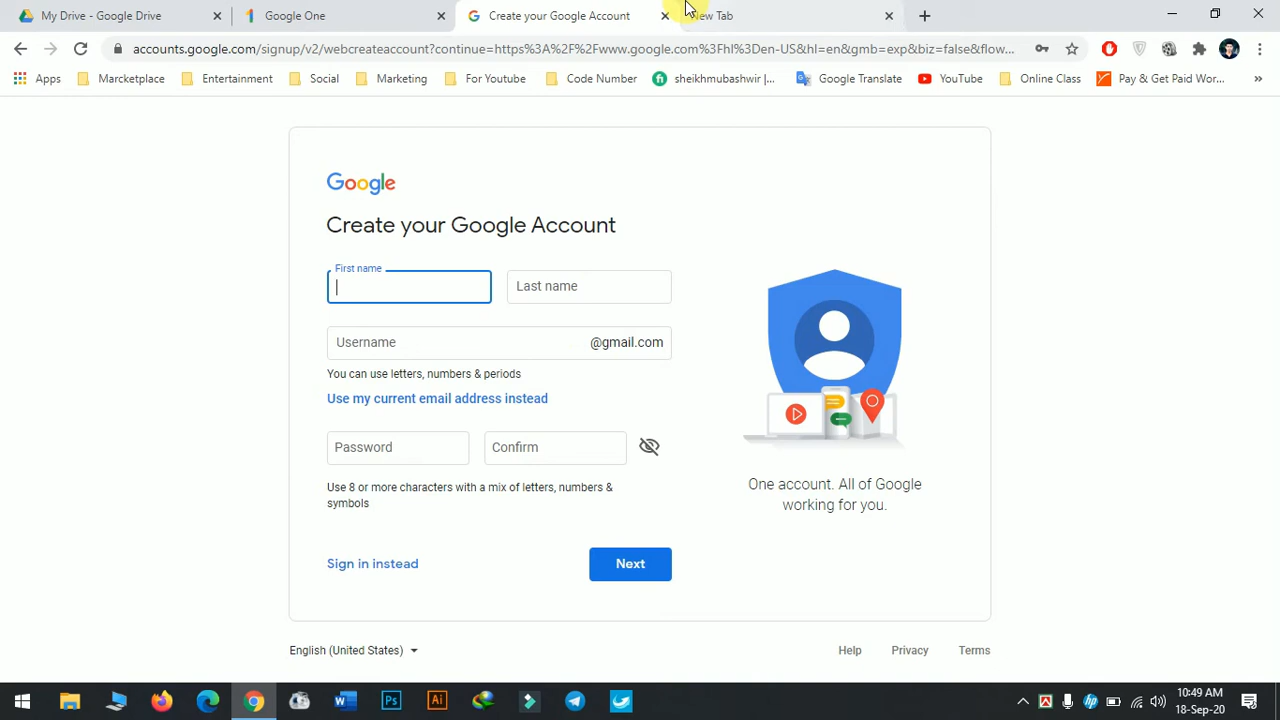 My Drive - Google Drive
Google One
Create your Google Account
New Tab
accounts.google.com/signup/v2/webcreateaccount?continue=https%3A%2F%2Fwww.google.com%3Fhl%3Den-US&hl=en&gmb=exp&biz=false&flow...
Apps
Marcketplace
Entertainment
Social
Marketing
For Youtube
Code Number
sheikhmubashwir |...
Google Translate
YouTube
Online Class
Pay & Get Paid Wor...
Google
Create your Google Account
First name
Last name
Username
@gmail.com
You can use letters, numbers & periods
Use my current email address instead
Password
Confirm
Use 8 or more characters with a mix of letters, numbers &
symbols
One account. All of Google
working for you.
Sign in instead
Next
English (United States)
Help
Privacy
Terms
10:49 AM
18-Sep-20